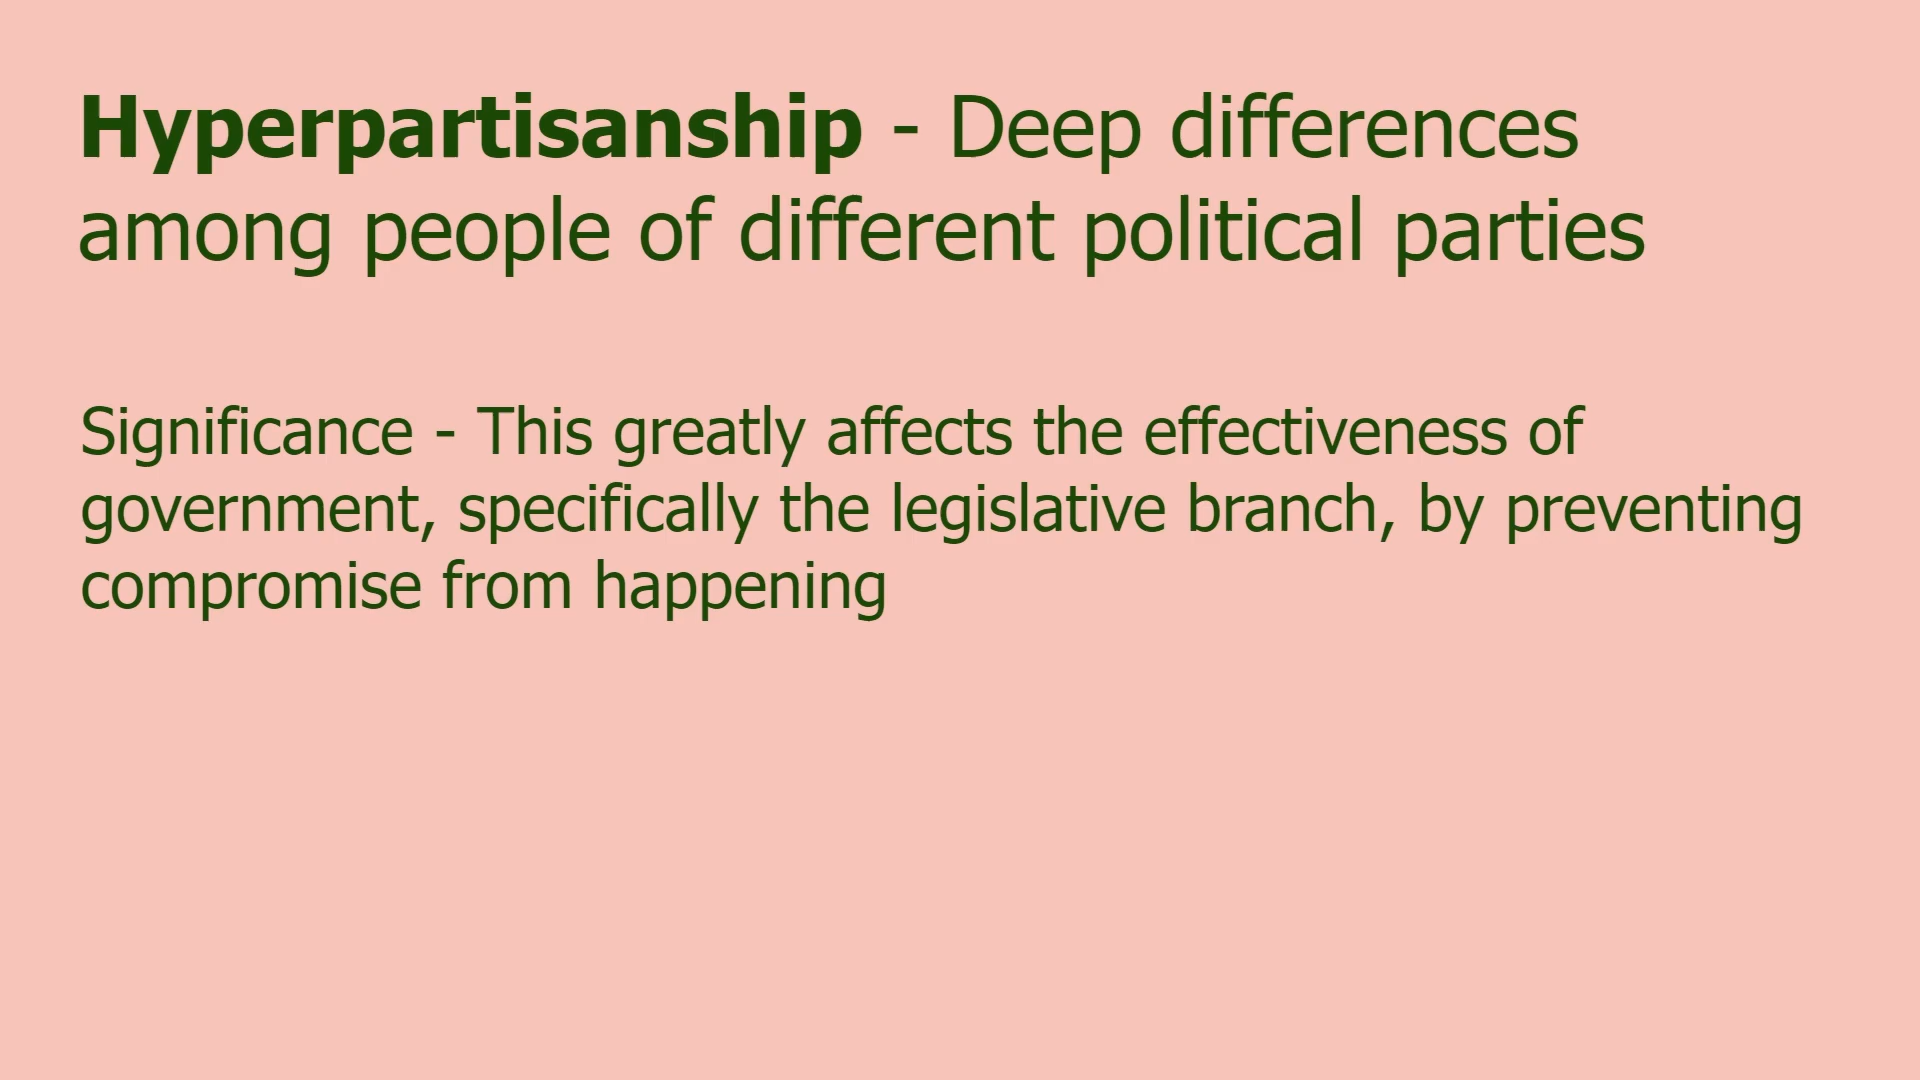 Hyperpartisanship - Deep differences
among people of different political parties
Significance - This greatly affects the effectiveness of
government, specifically the legislative branch, by preventing
compromise from happening